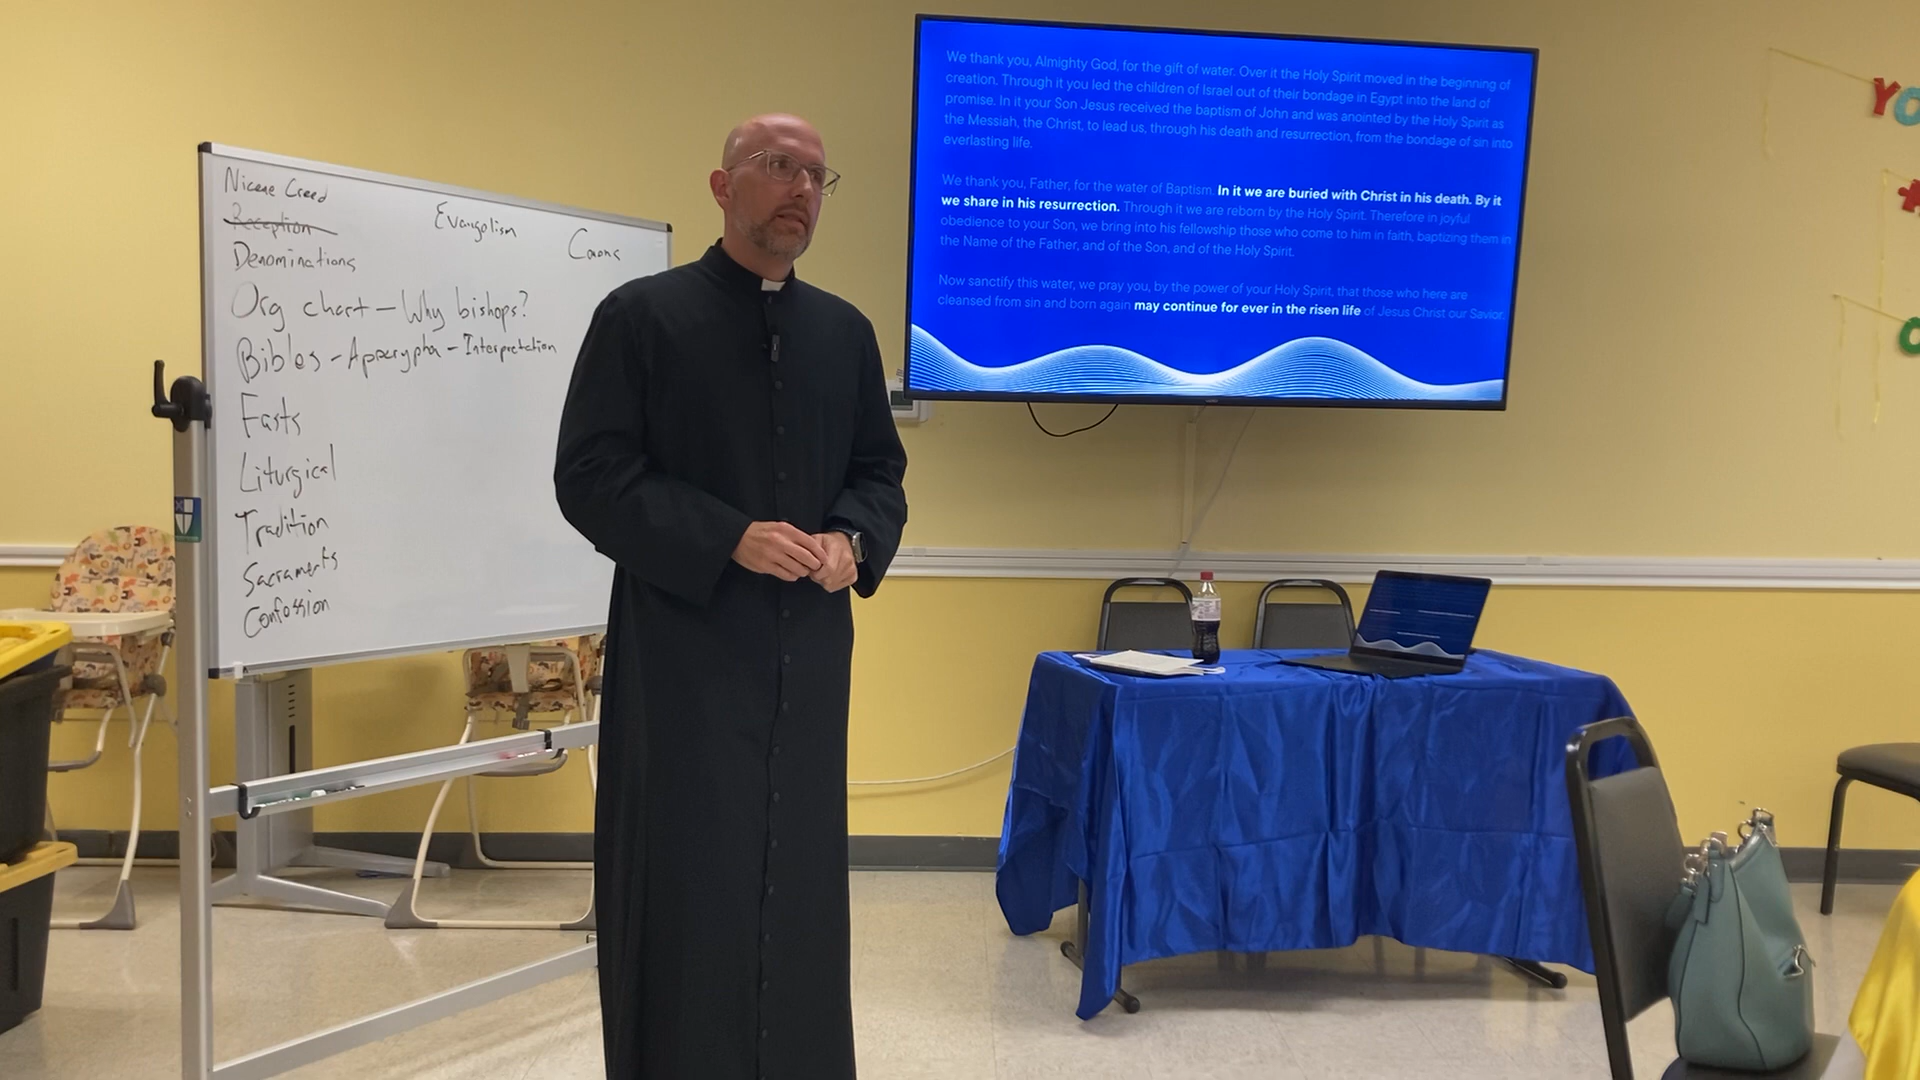 Nicene Creed
Reception
Denominations
Evangelism
Canons
Org chart - Why bishops?
Bibles - Apocrypha - Interpretation
Fasts
Liturgical
Tradition
Sacraments
Confession
We thank you, Almighty God, for the gift of water. Over it the Holy Spirit moved in the beginning of
creation. Through it you led the children of Israel out of their bondage in Egypt into the land of
promise. In it your Son Jesus received the baptism of John and was anointed by the Holy Spirit as
the Messiah, the Christ, to lead us, through his death and resurrection, from the bondage of sin into
everlasting life.
We thank you, Father, for the water of Baptism. In it we are buried with Christ in his death. By it
we share in his resurrection. Through it we are reborn by the Holy Spirit. Therefore in joyful
obedience to your Son, we bring into his fellowship those who come to him in faith, baptizing them in
the Name of the Father, and of the Son, and of the Holy Spirit.
Now sanctify this water, we pray you, by the power of your Holy Spirit, that those who here are
cleansed from sin and born again may continue for ever in the risen life of Jesus Christ our Savior.
YO